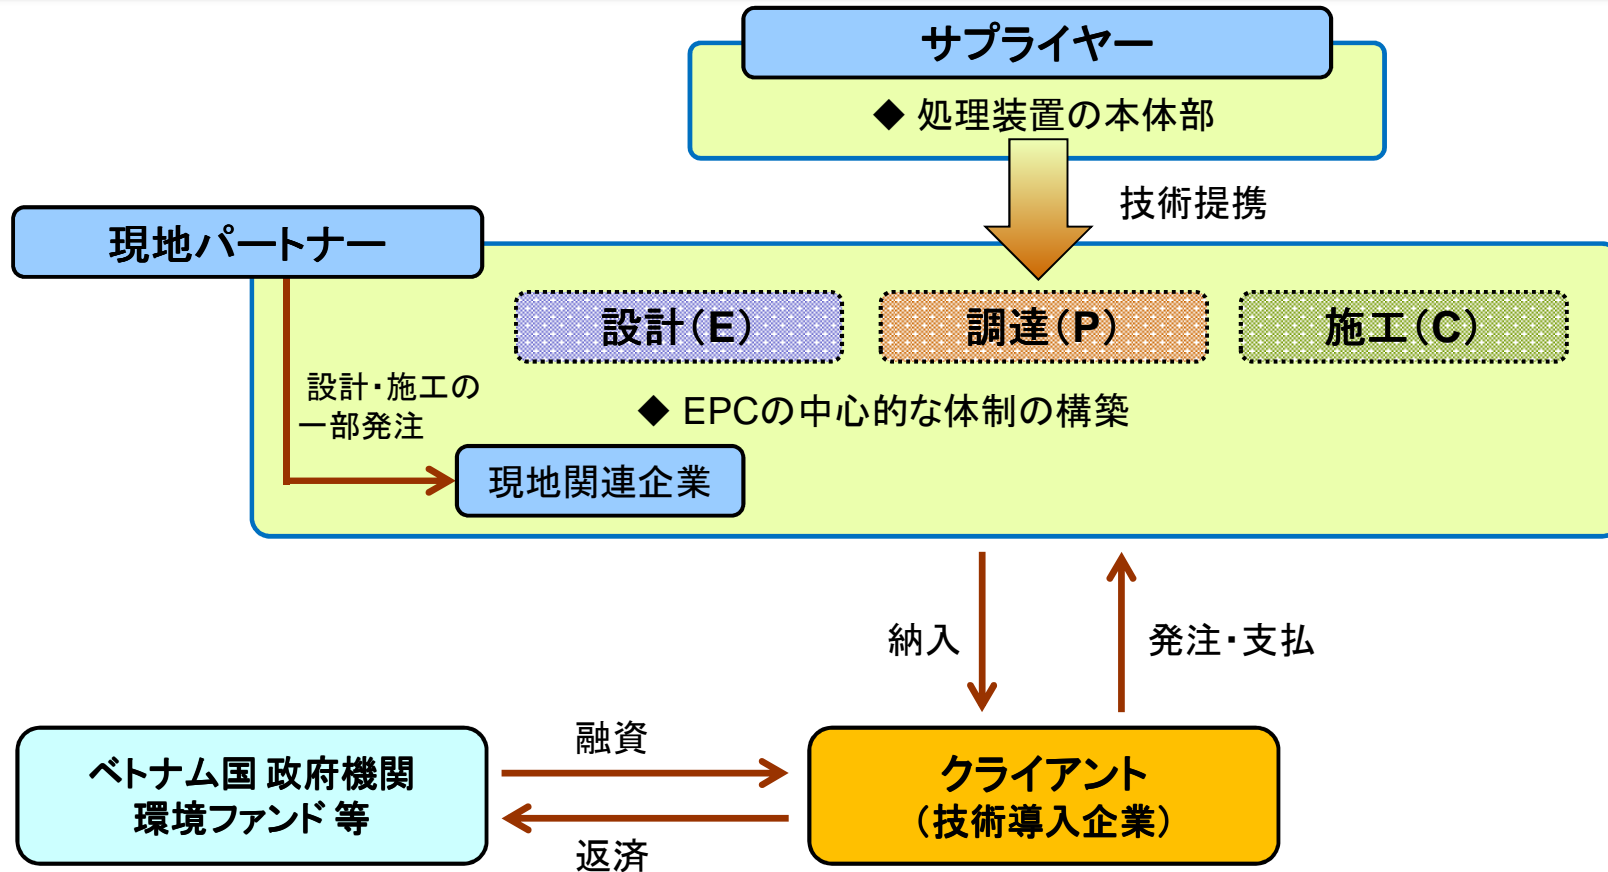 サプライヤー
◆ 処理装置の本体部
技術提携
現地パートナー
設計(E)
調達(P)
施工(C)
設計・施工の
一部発注
◆ EPCの中心的な体制の構築
現地関連企業
納入
発注・支払
融資
ベトナム国 政府機関
環境ファンド 等
クライアント
(技術導入企業)
返済